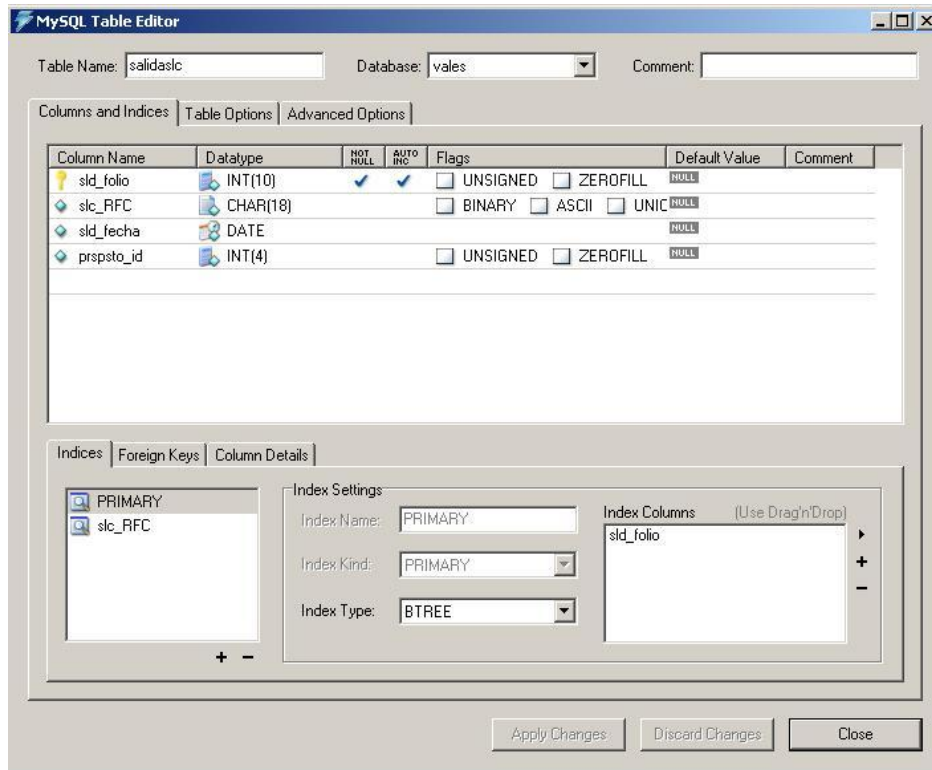 MySQL Table Editor
Table Name: salidaslc Database: vales Comment:
Columns and Indices Table Options Advanced Options
Column Name Datatype NOT NULL AUTO INC Flags Default Value Comment
sld_folio INT(10) UNSIGNED ZEROFILL NULL
slc_RFC CHAR(18) BINARY ASCII UNIC NULL
sld_fecha DATE NULL
prspsto_id INT(4) UNSIGNED ZEROFILL NULL
Indices Foreign Keys Column Details
PRIMARY
slc_RFC
Index Settings
Index Name: PRIMARY
Index Kind: PRIMARY
Index Type: BTREE
Index Columns (Use Drag'n'Drop)
sld_folio
Apply Changes Discard Changes Close